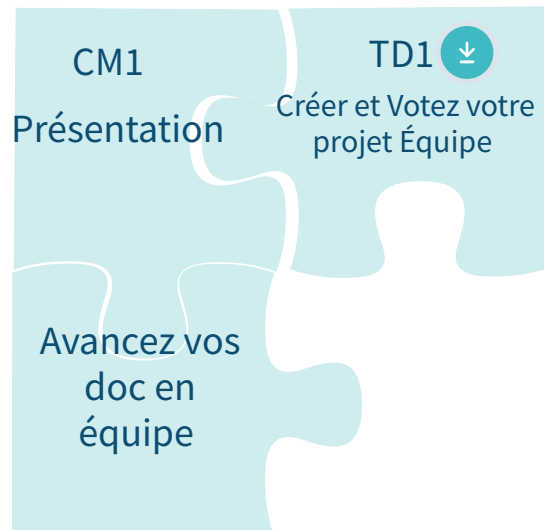 CM1
Présentation
TD1
Créer et Votez votre
projet Équipe
Avancez vos
doc en
équipe